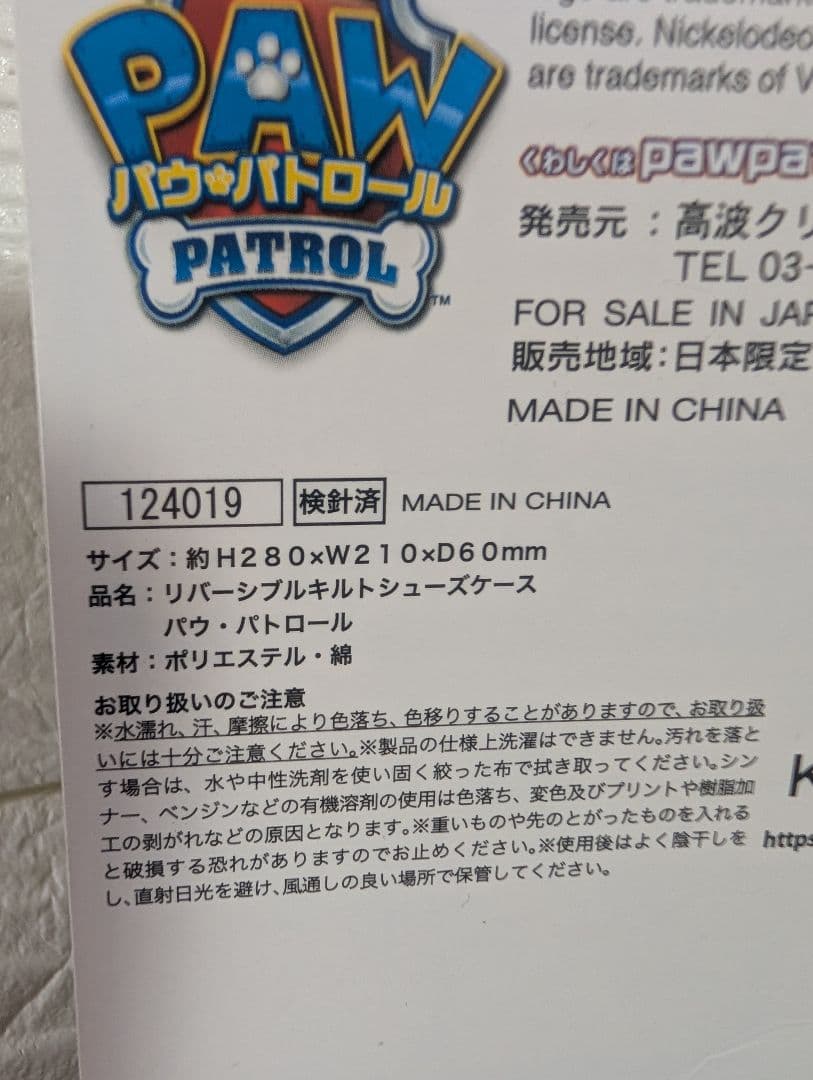 PAW
パウ・パトロール
PATROL
TM
license. Nickelodeo
are trademarks of V
くわしくは pawpa
発売元：高波ク
TEL 03-
FOR SALE IN JAP
販売地域：日本限定
MADE IN CHINA
124019 検針済 MADE IN CHINA
サイズ：約H280×W210×D60mm
品名：リバーシブルキルトシューズケース
パウ・パトロール
素材：ポリエステル・綿
お取り扱いのご注意
※水濡れ、汗、摩擦により色落ち、色移りすることがありますので、お取り扱
いには十分ご注意ください。※製品の仕様上洗濯はできません。汚れを落と
す場合は、水や中性洗剤を使い固く絞った布で拭き取ってください。シン
ナー、ベンジンなどの有機溶剤の使用は色落ち、変色及びプリントや樹脂加
工の剥がれなどの原因となります。※重いものや先のとがったものを入れる
と破損する恐れがありますのでお止めください。※使用後はよく陰干しを
し、直射日光を避け、風通しの良い場所で保管してください。
K
https